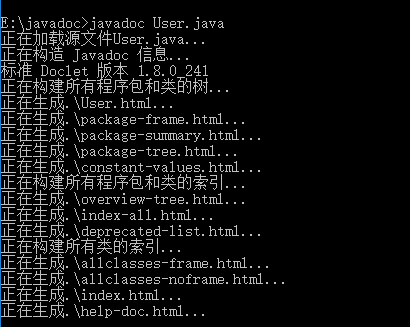 E:\javadoc>javadoc User.java
正在加载源文件User.java...
正在构造 Javadoc 信息...
标准 Doclet 版本 1.8.0_241
正在构建所有程序包和类的树...
正在生成.\User.html...
正在生成.\package-frame.html...
正在生成.\package-summary.html...
正在生成.\package-tree.html...
正在生成.\constant-values.html...
正在构建所有程序包和类的索引...
正在生成.\overview-tree.html...
正在生成.\index-all.html...
正在生成.\deprecated-list.html...
正在构建所有类的索引...
正在生成.\allclasses-frame.html...
正在生成.\allclasses-noframe.html...
正在生成.\index.html...
正在生成.\help-doc.html...